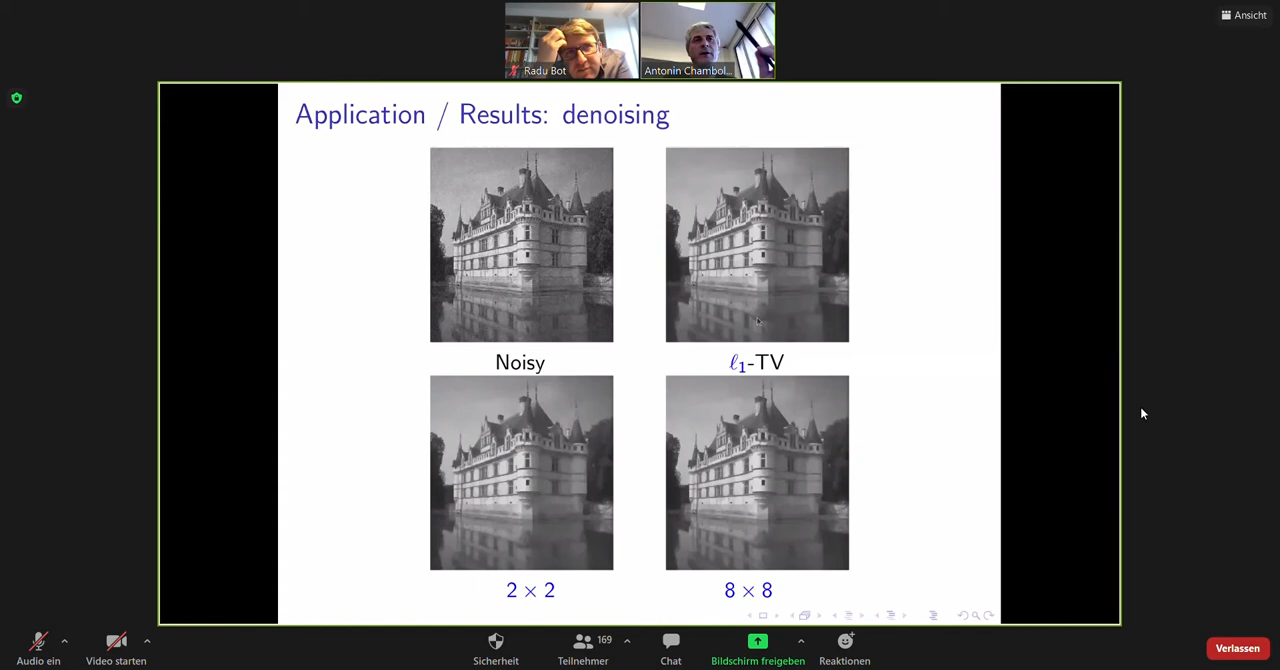 Ansicht
Radu Bot
Antonin Chambol...
Application / Results: denoising
Noisy
ℓ₁-TV
2 × 2
8 × 8
169
Audio ein
Video starten
Sicherheit
Teilnehmer
Chat
Bildschirm freigeben
Reaktionen
Verlassen